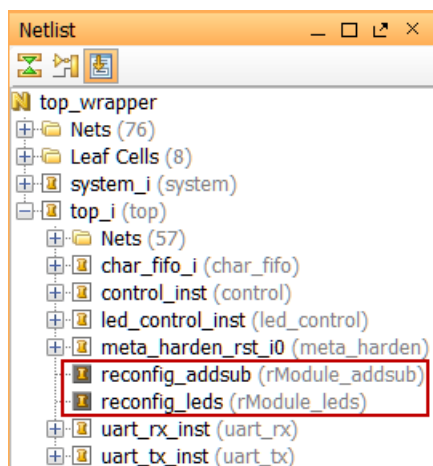 Netlist
top_wrapper
Nets (76)
Leaf Cells (8)
system_i (system)
top_i (top)
Nets (57)
char_fifo_i (char_fifo)
control_inst (control)
led_control_inst (led_control)
meta_harden_rst_i0 (meta_harden)
reconfig_addsub (rModule_addsub)
reconfig_leds (rModule_leds)
uart_rx_inst (uart_rx)
uart_tx_inst (uart_tx)